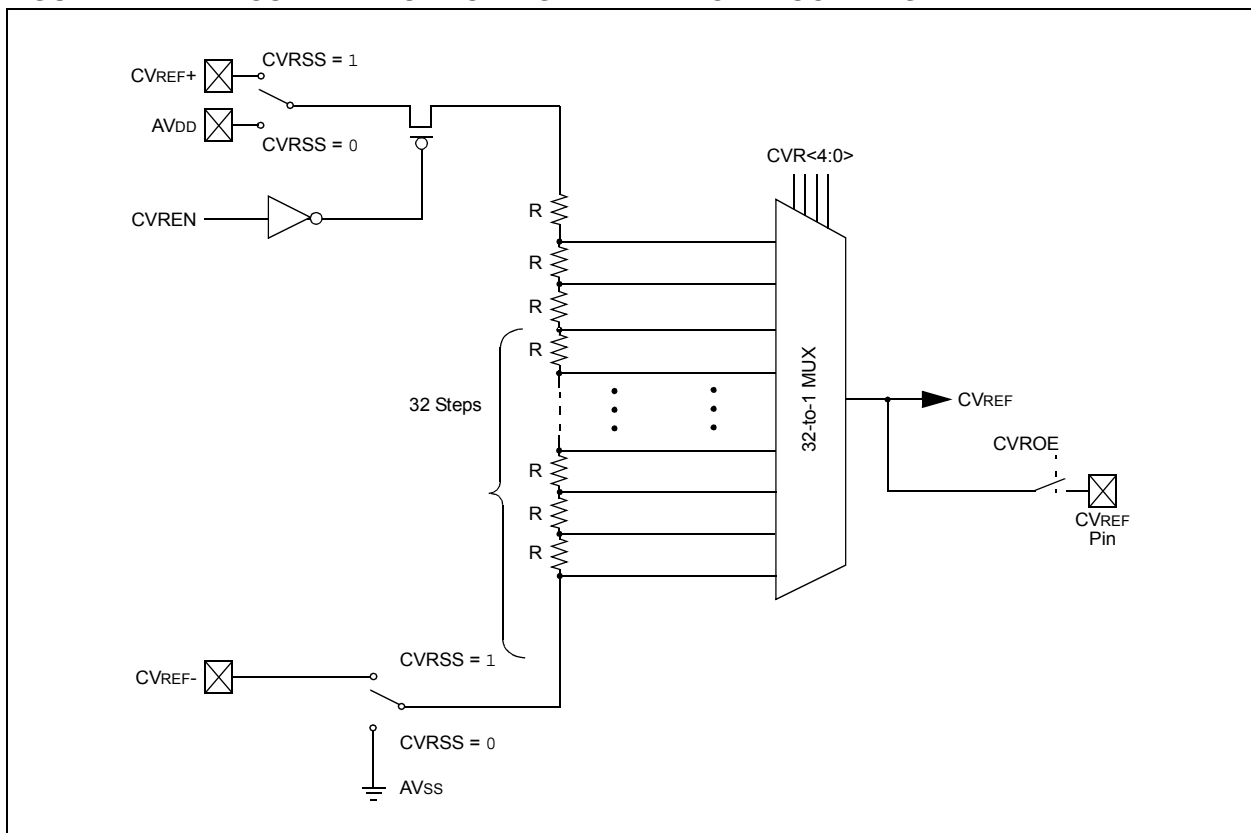 CVRSS = 1
CVREF+
AVDD
CVRSS = 0
CVREN
CVR<4:0>
R
R
R
R
32 Steps
32-to-1 MUX
CVREF
CVROE
R
R
R
CVREF
Pin
CVRSS = 1
CVREF-
CVRSS = 0
AVSS